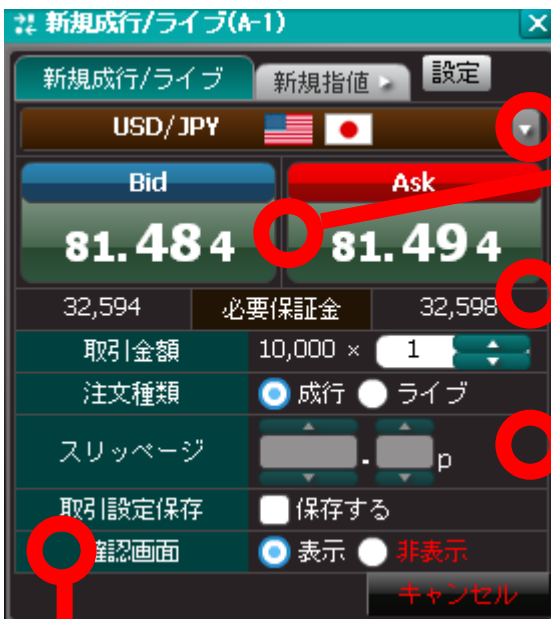 新規成行/ライブ(A-1)
新規成行/ライブ 新規指値 設定
USD/JPY
Bid Ask
81.484 81.494
32,594 必要保証金 32,598
取引金額 10,000 × 1
注文種類 成行 ライブ
スリッページ . p
取引設定保存 保存する
確認画面 表示 非表示
キャンセル